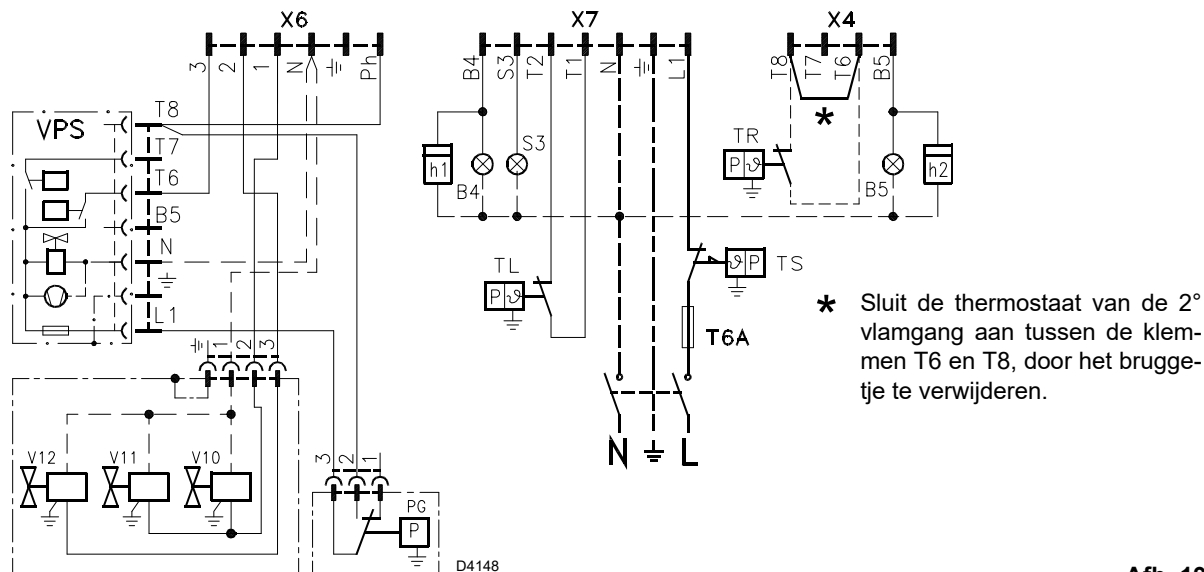 X6
X7
X4
3
2
1
N
Ph
B4
S3
T2
T1
N
L1
T8
T7
T6
B5
VPS
T8
T7
T6
B5
N
L1
h1
B4
S3
TR
P ϑ
B5
h2
TL
P ϑ
ϑ P
TS
T6A
N
L
1
2
3
V12
V11
V10
3
2
1
PG
P
D4148
*
* Sluit de thermostaat van de 2°
vlamgang aan tussen de klem-
men T6 en T8, door het brugge-
tje te verwijderen.